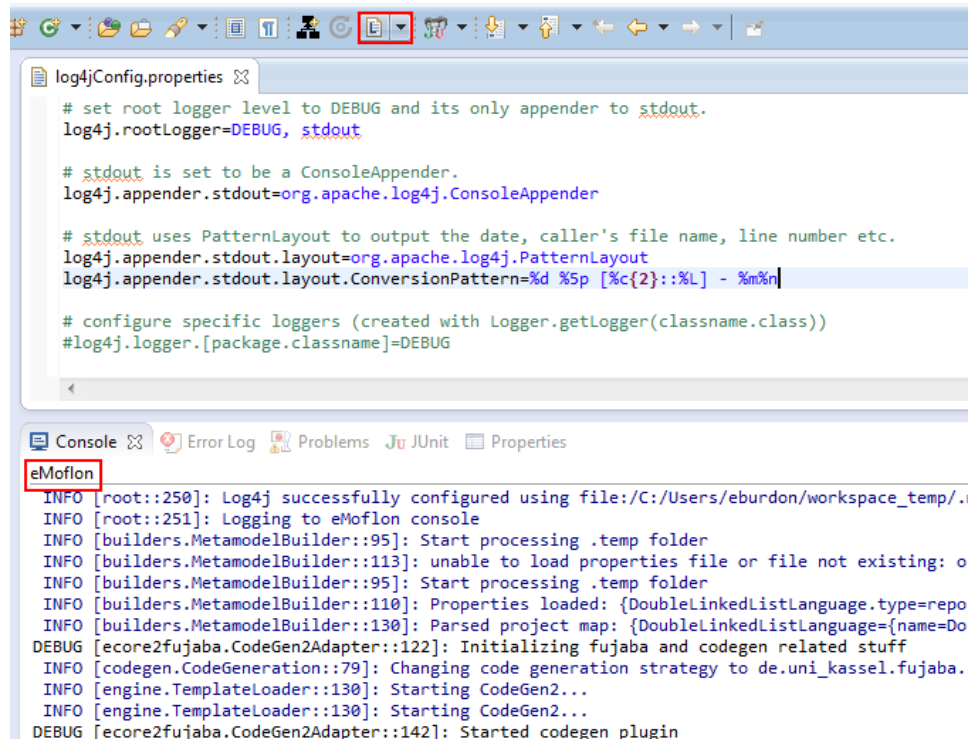 log4jConfig.properties
# set root logger level to DEBUG and its only appender to stdout.
log4j.rootLogger=DEBUG, stdout
# stdout is set to be a ConsoleAppender.
log4j.appender.stdout=org.apache.log4j.ConsoleAppender
# stdout uses PatternLayout to output the date, caller's file name, line number etc.
log4j.appender.stdout.layout=org.apache.log4j.PatternLayout
log4j.appender.stdout.layout.ConversionPattern=%d %5p [%c{2}::%L] - %m%n
# configure specific loggers (created with Logger.getLogger(classname.class))
#log4j.logger.[package.classname]=DEBUG
Console Error Log Problems Ju JUnit Properties
eMoflon
INFO [root::250]: Log4j successfully configured using file:/C:/Users/eburdon/workspace_temp/.
INFO [root::251]: Logging to eMoflon console
INFO [builders.MetamodelBuilder::95]: Start processing .temp folder
INFO [builders.MetamodelBuilder::113]: unable to load properties file or file not existing: o
INFO [builders.MetamodelBuilder::95]: Start processing .temp folder
INFO [builders.MetamodelBuilder::110]: Properties loaded: {DoubleLinkedListLanguage.type=repo
INFO [builders.MetamodelBuilder::130]: Parsed project map: {DoubleLinkedListLanguage={name=Do
DEBUG [ecore2fujaba.CodeGen2Adapter::122]: Initializing fujaba and codegen related stuff
INFO [codegen.CodeGeneration::79]: Changing code generation strategy to de.uni_kassel.fujaba.
INFO [engine.TemplateLoader::130]: Starting CodeGen2...
INFO [engine.TemplateLoader::130]: Starting CodeGen2...
DEBUG [ecore2fujaba.CodeGen2Adapter::142]: Started codegen plugin